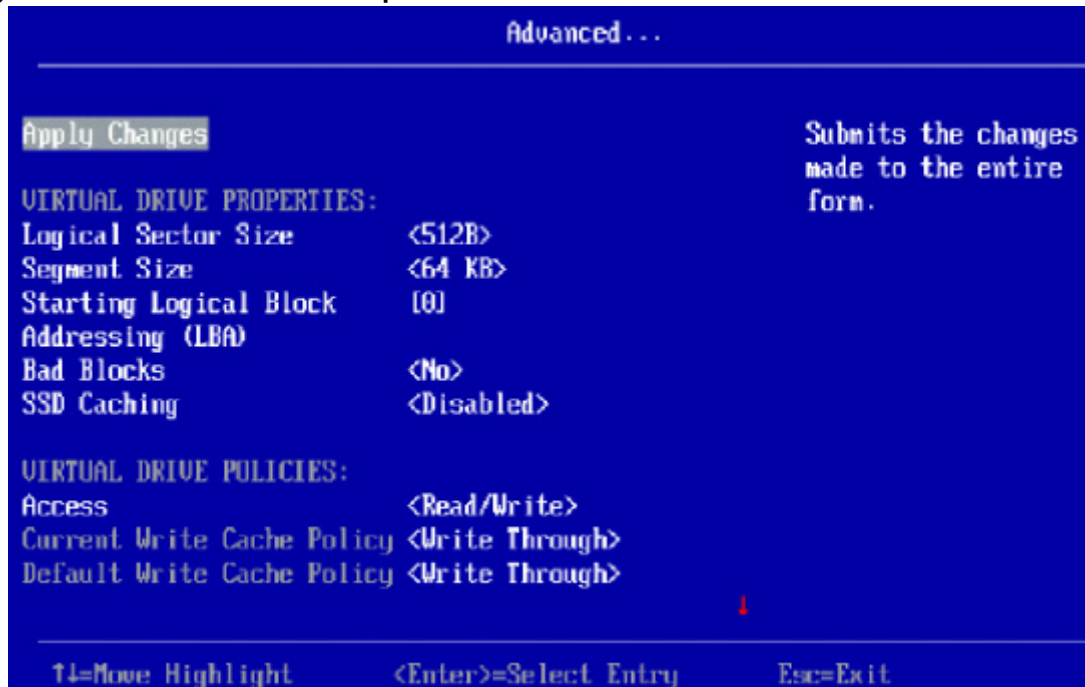 Advanced...
Apply Changes
Submits the changes
made to the entire
form.
VIRTUAL DRIVE PROPERTIES:
Logical Sector Size <512B>
Segment Size <64 KB>
Starting Logical Block [0]
Addressing (LBA)
Bad Blocks <No>
SSD Caching <Disabled>
VIRTUAL DRIVE POLICIES:
Access <Read/Write>
Current Write Cache Policy <Write Through>
Default Write Cache Policy <Write Through>
↓
↑↓=Move Highlight <Enter>=Select Entry Esc=Exit